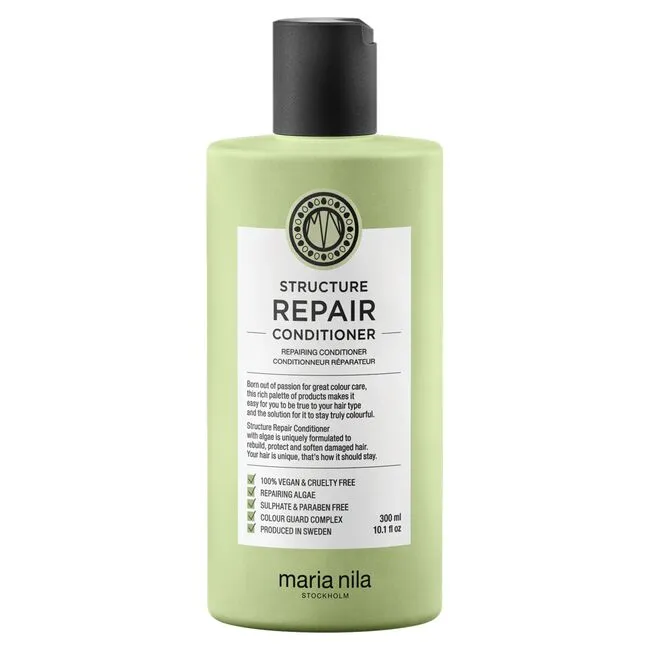 MN
STRUCTURE
REPAIR
CONDITIONER
REPAIRING CONDITIONER
CONDITIONNEUR RÉPARATEUR
Born out of passion for great colour care,
this rich palette of products makes it
easy for you to be true to your hair type
and the solution for it to stay truly colourful.
Structure Repair Conditioner
with algae is uniquely formulated to
rebuild, protect and soften damaged hair.
Your hair is unique, that's how it should stay.
100% VEGAN & CRUELTY FREE
REPAIRING ALGAE
SULPHATE & PARABEN FREE
COLOUR GUARD COMPLEX
PRODUCED IN SWEDEN
300 ml
10.1 fl oz
maria nila
STOCKHOLM